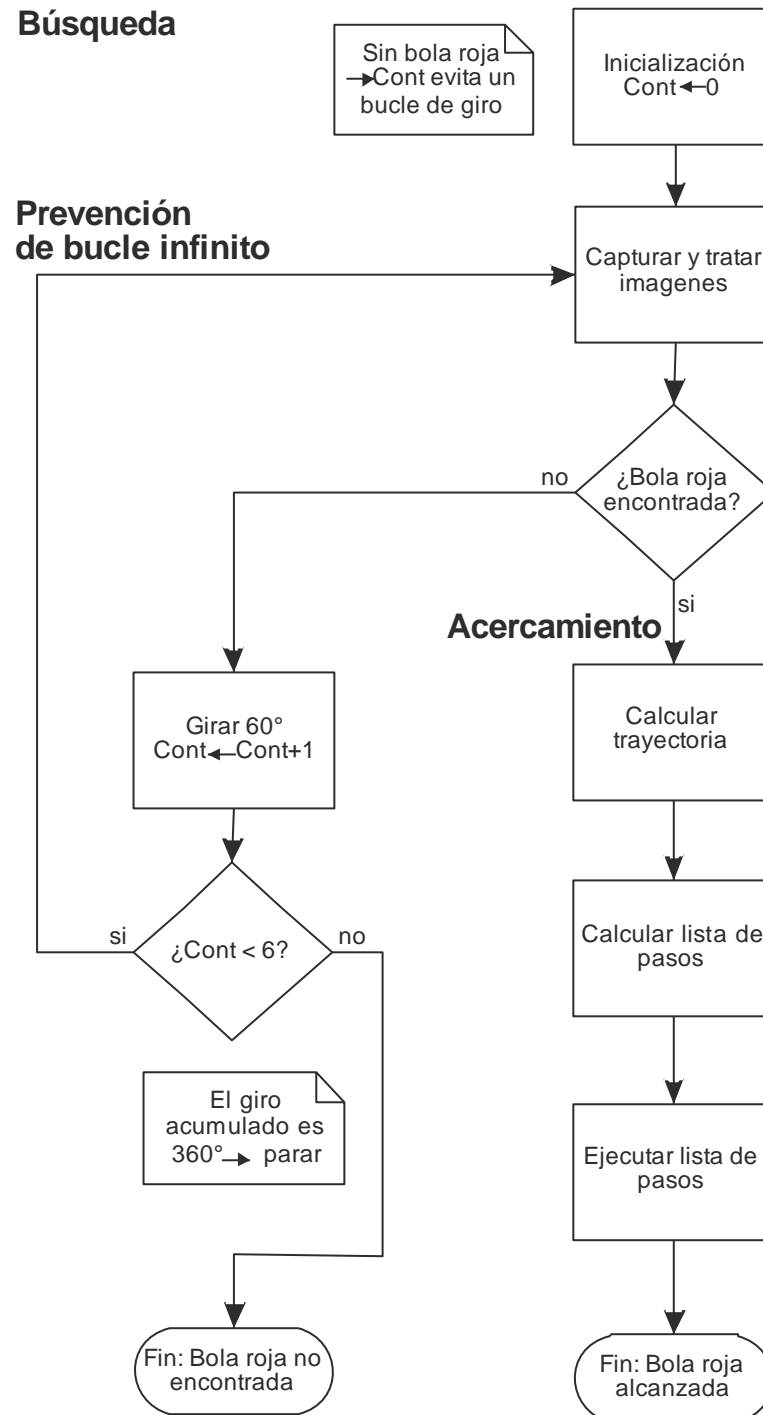 Búsqueda
Sin bola roja
→Cont evita un
bucle de giro
Inicialización
Cont←0
Prevención
de bucle infinito
Capturar y tratar
imagenes
¿Bola roja
encontrada?
no
si
Acercamiento
Girar 60°
Cont←Cont+1
Calcular
trayectoria
si
¿Cont < 6?
no
Calcular lista de
pasos
El giro
acumulado es
360°→ parar
Ejecutar lista de
pasos
Fin: Bola roja no
encontrada
Fin: Bola roja
alcanzada